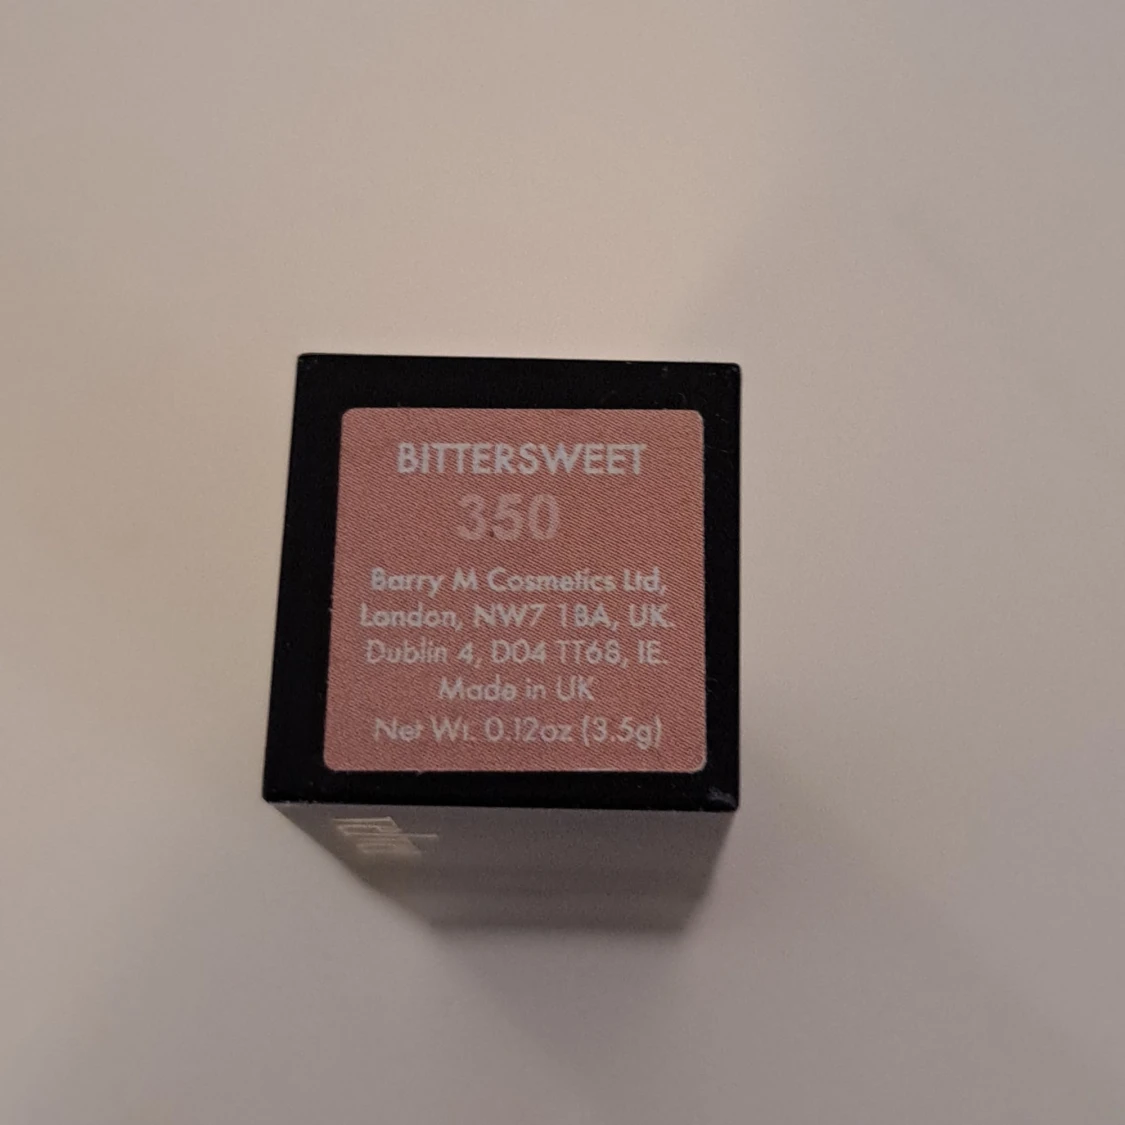 BITTERSWEET
350
Barry M Cosmetics Ltd,
London, NW7 1BA, UK.
Dublin 4, D04 TT68, IE.
Made in UK
Net Wt. 0.12oz (3.5g)